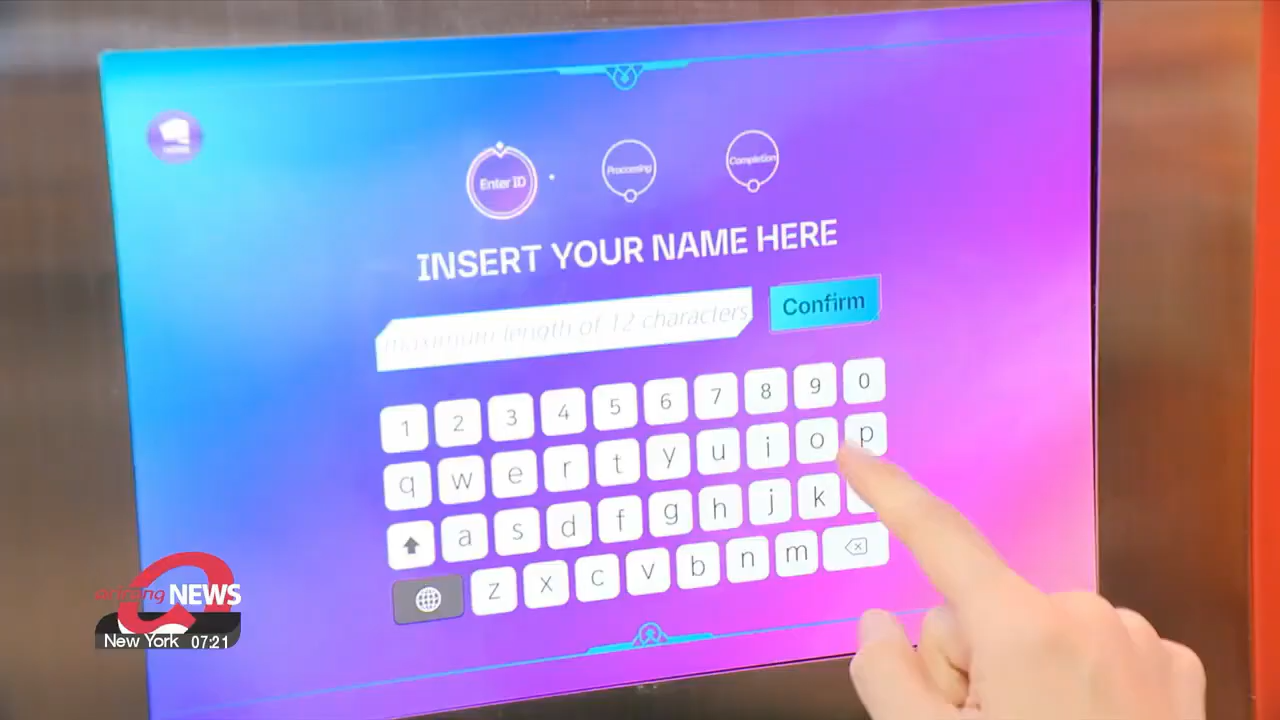 Enter ID
Processing
Completion
INSERT YOUR NAME HERE
maximum length of 12 characters
Confirm
1 2 3 4 5 6 7 8 9 0
q w e r t y u i o p
a s d f g h j k
z x c v b n m
arirang NEWS
New York 07:21